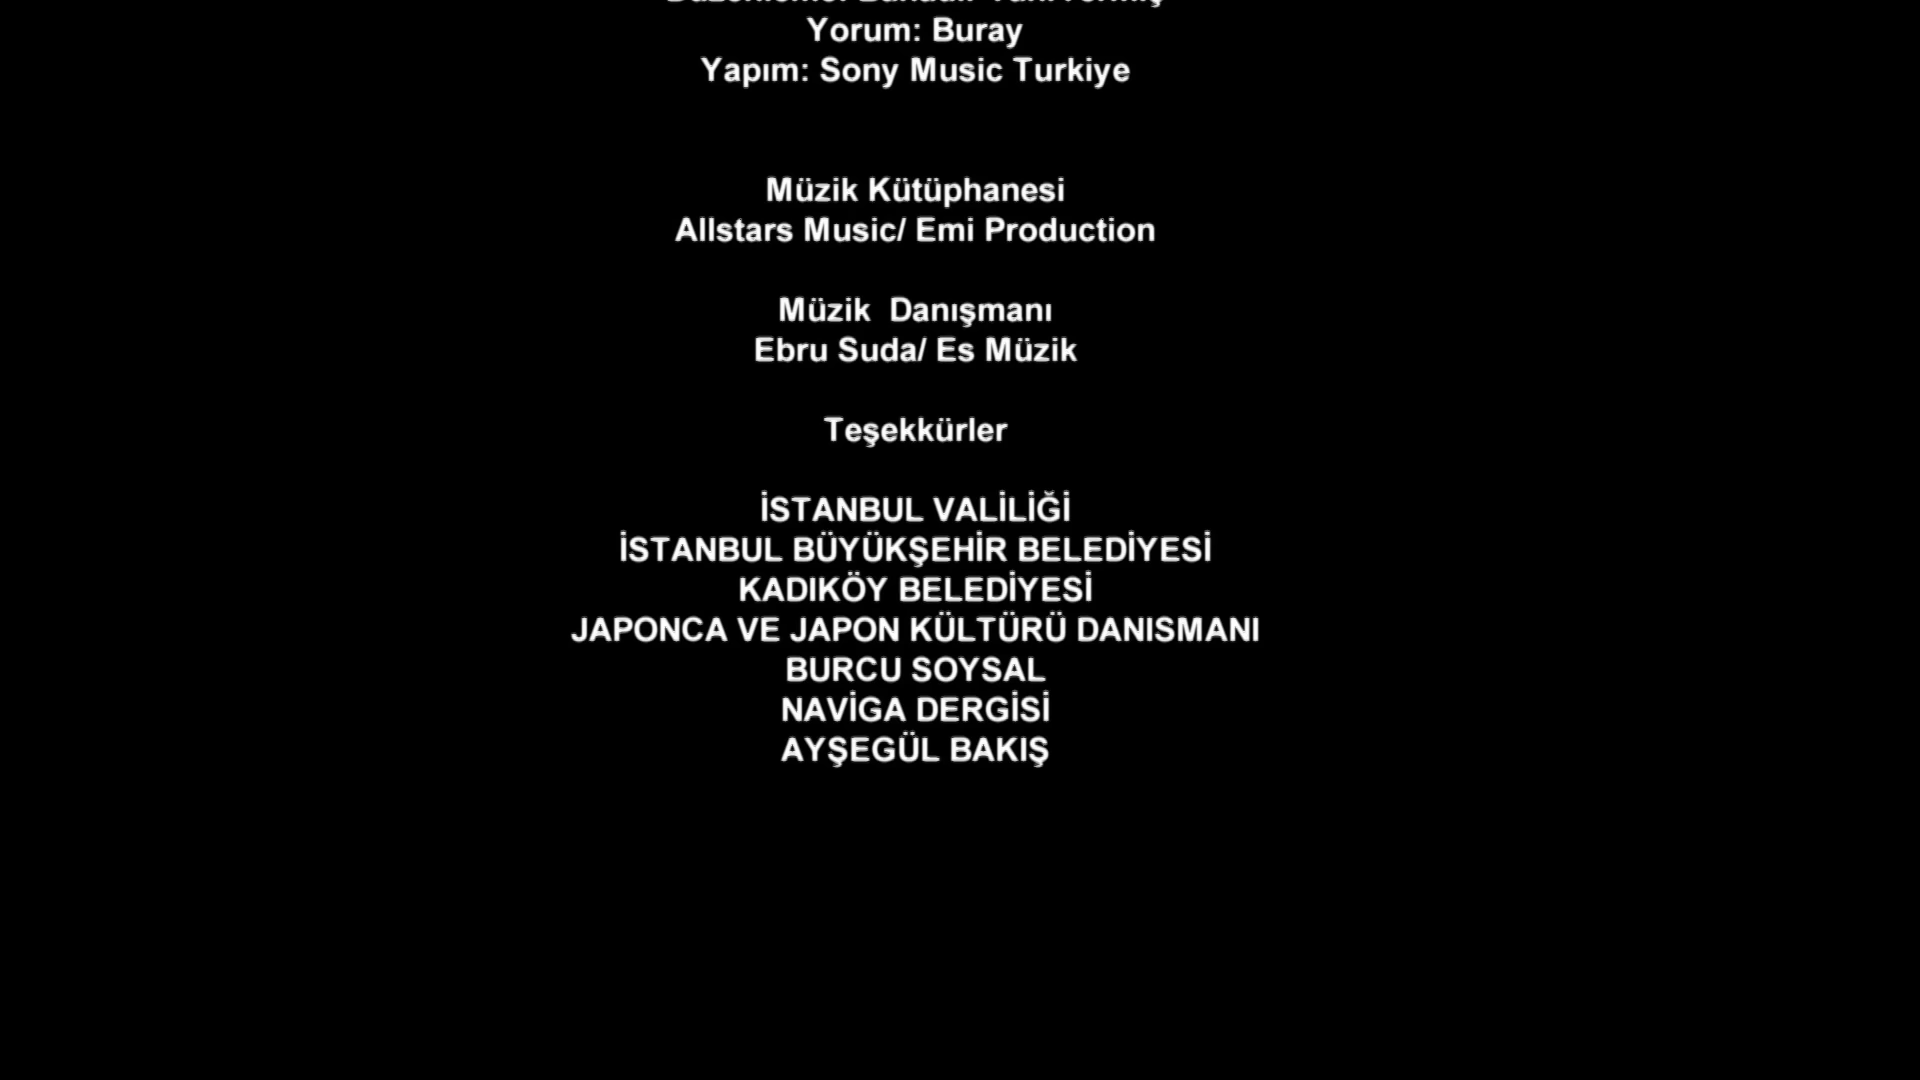 Yorum: Buray
Yapım: Sony Music Turkiye
Müzik Kütüphanesi
Allstars Music/ Emi Production
Müzik  Danışmanı
Ebru Suda/ Es Müzik
Teşekkürler
İSTANBUL VALİLİĞİ
İSTANBUL BÜYÜKŞEHİR BELEDİYESİ
KADIKÖY BELEDİYESİ
JAPONCA VE JAPON KÜLTÜRÜ DANISMANI
BURCU SOYSAL
NAVİGA DERGİSİ
AYŞEGÜL BAKIŞ